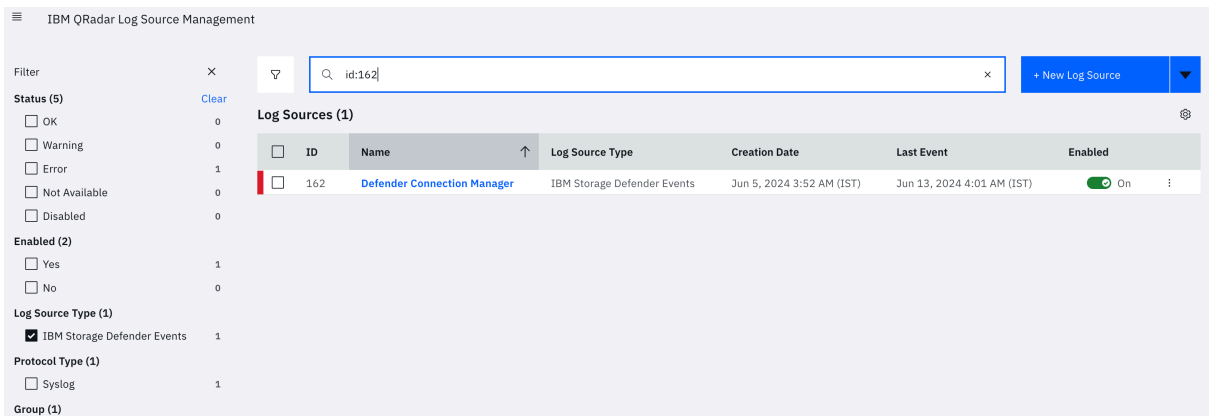 IBM QRadar Log Source Management
Filter
Status (5) Clear
OK 0
Warning 0
Error 1
Not Available 0
Disabled 0
Enabled (2)
Yes 1
No 0
Log Source Type (1)
IBM Storage Defender Events 1
Protocol Type (1)
Syslog 1
Group (1)
id:162
+ New Log Source
Log Sources (1)
ID Name Log Source Type Creation Date Last Event Enabled
162 Defender Connection Manager IBM Storage Defender Events Jun 5, 2024 3:52 AM (IST) Jun 13, 2024 4:01 AM (IST) On